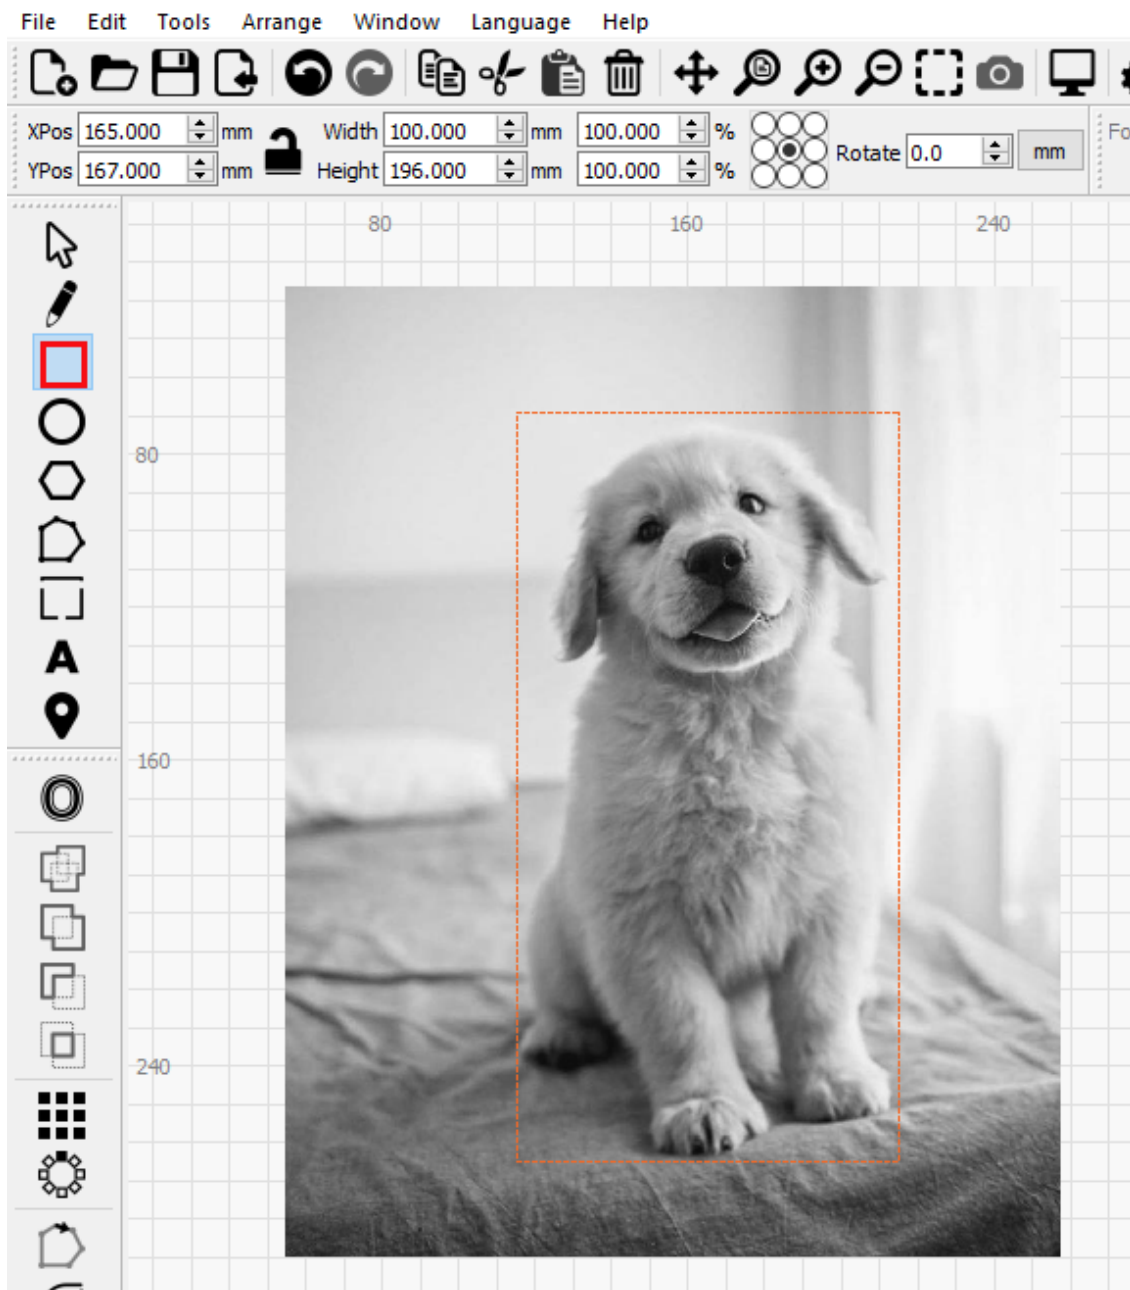 File Edit Tools Arrange Window Language Help
XPos 165.000 mm Width 100.000 mm 100.000 % Rotate 0.0 mm Fo
YPos 167.000 mm Height 196.000 mm 100.000 %
80 160 240
80
A
160
240